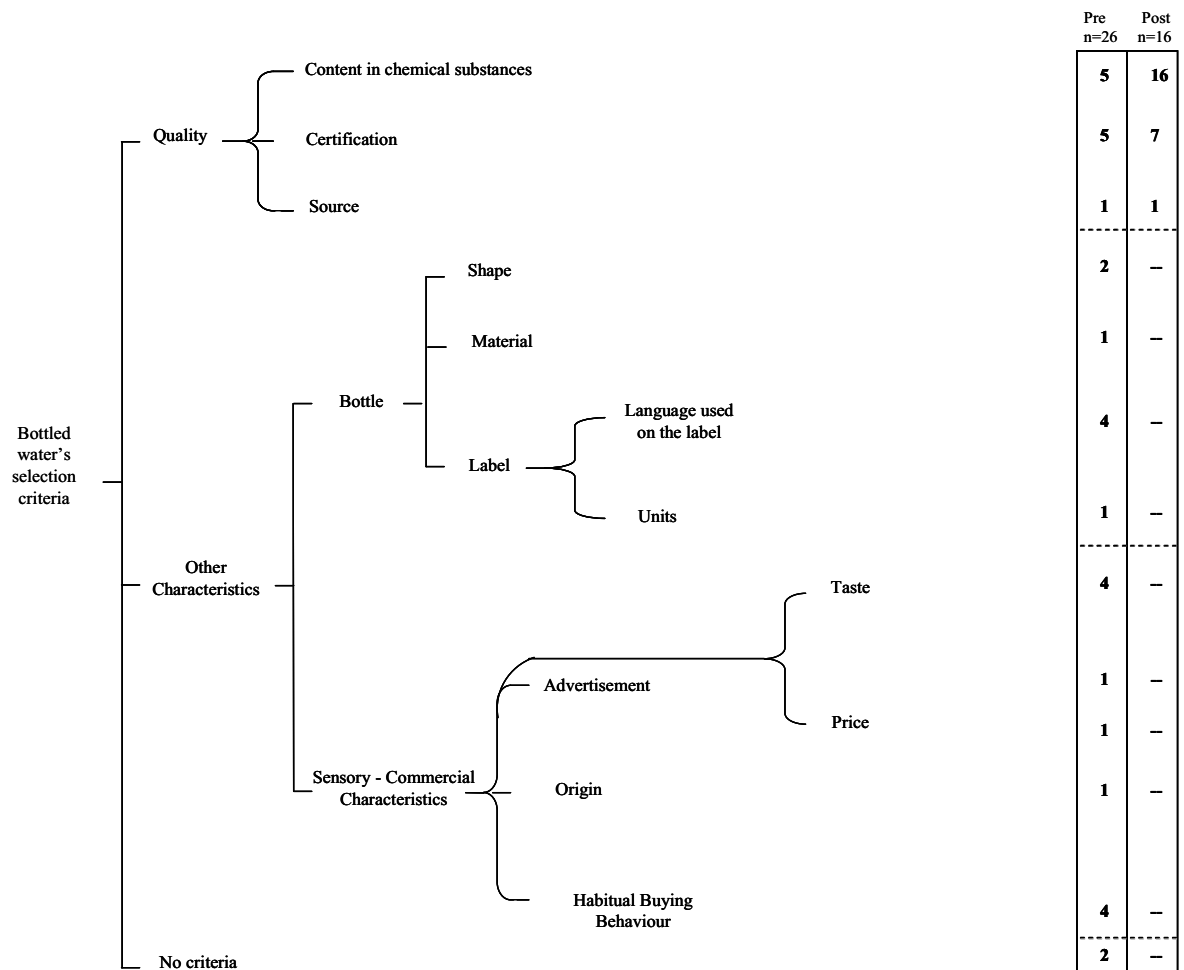 Pre Post
n=26 n=16
Content in chemical substances 5 16
Quality Certification 5 7
Source 1 1
Shape 2 --
Material 1 --
Bottle
Language used
on the label 4 --
Label
Units 1 --
Bottled
water's
selection
criteria
Other
Characteristics
Taste 4 --
Advertisement 1 --
Price 1 --
Sensory - Commercial
Characteristics
Origin 1 --
Habitual Buying
Behaviour 4 --
No criteria 2 --